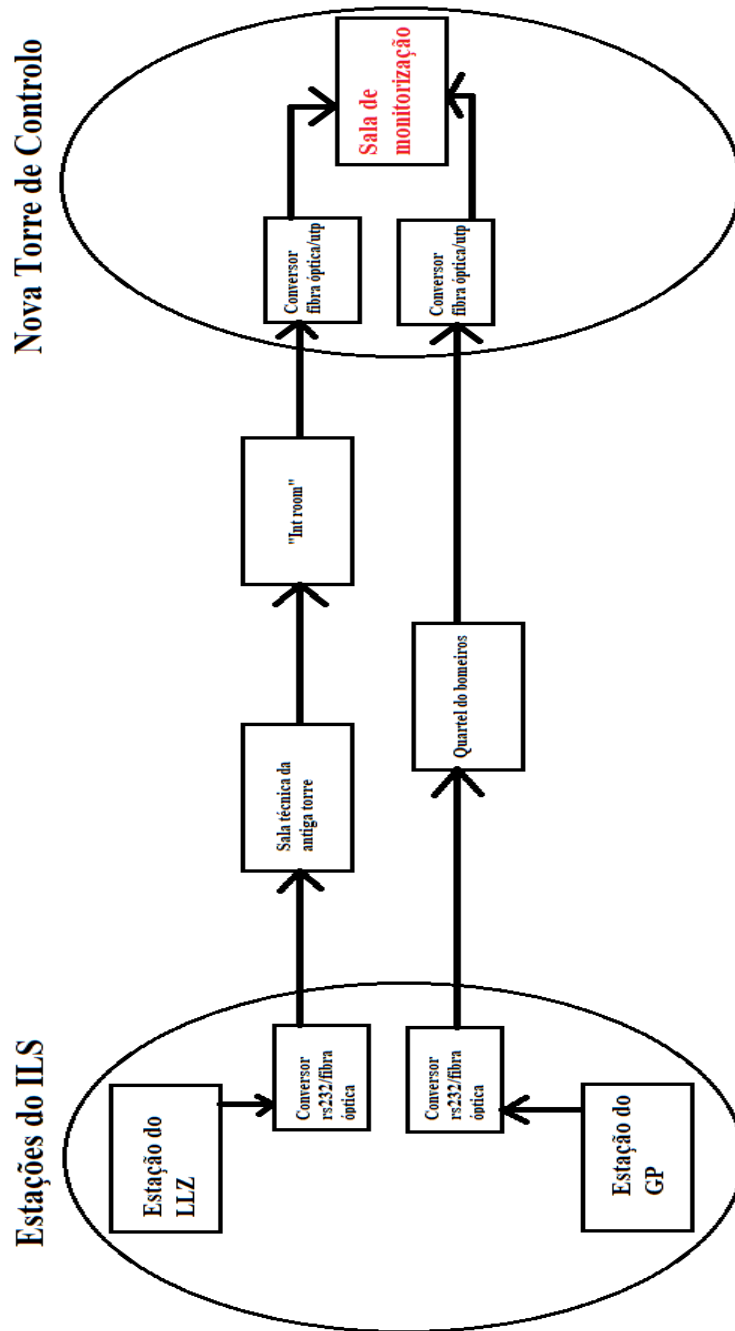 Estações do ILS
Nova Torre de Controlo
Estação do
LLZ
Conversor
rs232/fibra
óptica
Sala técnica da
antiga torre
"Int room"
Conversor
fibra óptica/utp
Sala de
monitorização
Estação do
GP
Conversor
rs232/fibra
óptica
Quartel do bomeiros
Conversor
fibra óptica/utp